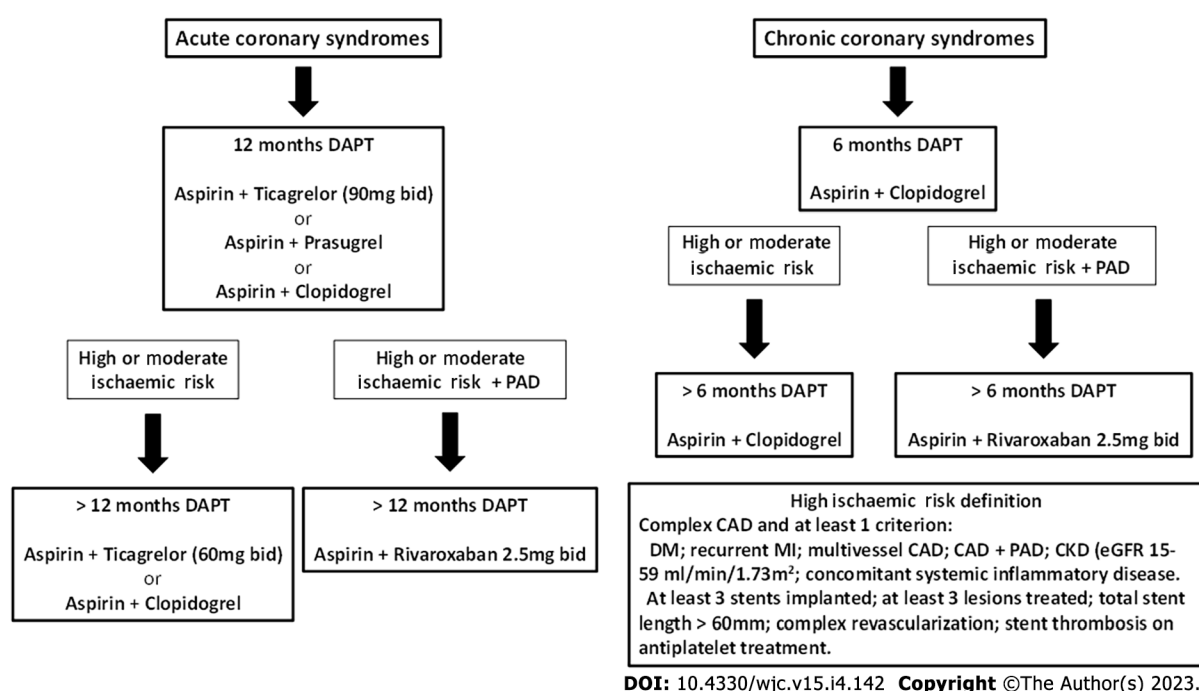 Acute coronary syndromes
12 months DAPT
Aspirin + Ticagrelor (90mg bid)
or
Aspirin + Prasugrel
or
Aspirin + Clopidogrel
High or moderate
ischaemic risk
High or moderate
ischaemic risk + PAD
> 12 months DAPT
Aspirin + Ticagrelor (60mg bid)
or
Aspirin + Clopidogrel
> 12 months DAPT
Aspirin + Rivaroxaban 2.5mg bid
Chronic coronary syndromes
6 months DAPT
Aspirin + Clopidogrel
High or moderate
ischaemic risk
High or moderate
ischaemic risk + PAD
> 6 months DAPT
Aspirin + Clopidogrel
> 6 months DAPT
Aspirin + Rivaroxaban 2.5mg bid
High ischaemic risk definition
Complex CAD and at least 1 criterion:
DM; recurrent MI; multivessel CAD; CAD + PAD; CKD (eGFR 15-
59 ml/min/1.73m²; concomitant systemic inflammatory disease.
At least 3 stents implanted; at least 3 lesions treated; total stent
length > 60mm; complex revascularization; stent thrombosis on
antiplatelet treatment.
DOI: 10.4330/wjc.v15.i4.142 Copyright ©The Author(s) 2023.